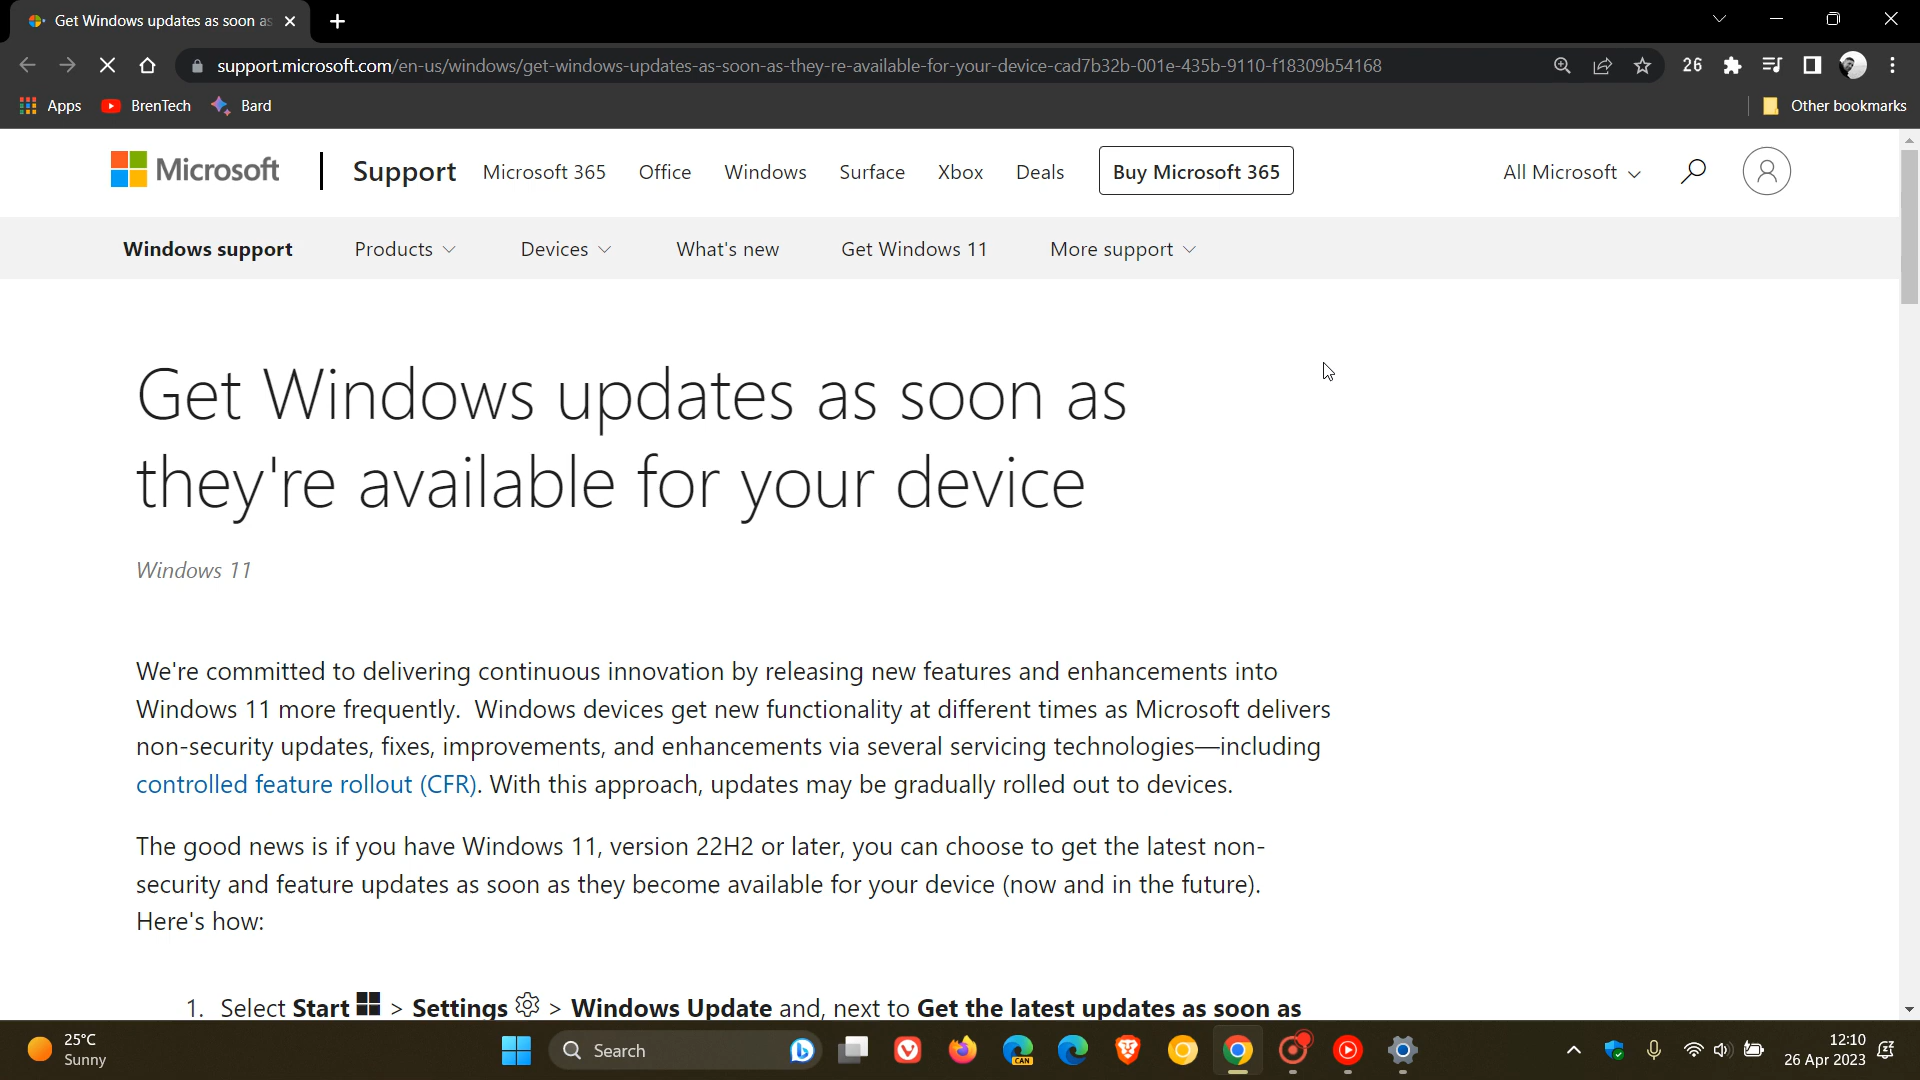 Get Windows updates as soon as
support.microsoft.com/en-us/windows/get-windows-updates-as-soon-as-they-re-available-for-your-device-cad7b32b-001e-435b-9110-f18309b54168
26
Apps
BrenTech
Bard
Other bookmarks
Microsoft
Support
Microsoft 365
Office
Windows
Surface
Xbox
Deals
Buy Microsoft 365
All Microsoft
Windows support
Products
Devices
What's new
Get Windows 11
More support
Get Windows updates as soon as
they're available for your device
Windows 11
We're committed to delivering continuous innovation by releasing new features and enhancements into
Windows 11 more frequently.  Windows devices get new functionality at different times as Microsoft delivers
non-security updates, fixes, improvements, and enhancements via several servicing technologies—including
controlled feature rollout (CFR). With this approach, updates may be gradually rolled out to devices.
The good news is if you have Windows 11, version 22H2 or later, you can choose to get the latest non-
security and feature updates as soon as they become available for your device (now and in the future).
Here's how:
1. Select Start > Settings > Windows Update and, next to Get the latest updates as soon as
25°C
Sunny
Search
CAN
12:10
26 Apr 2023